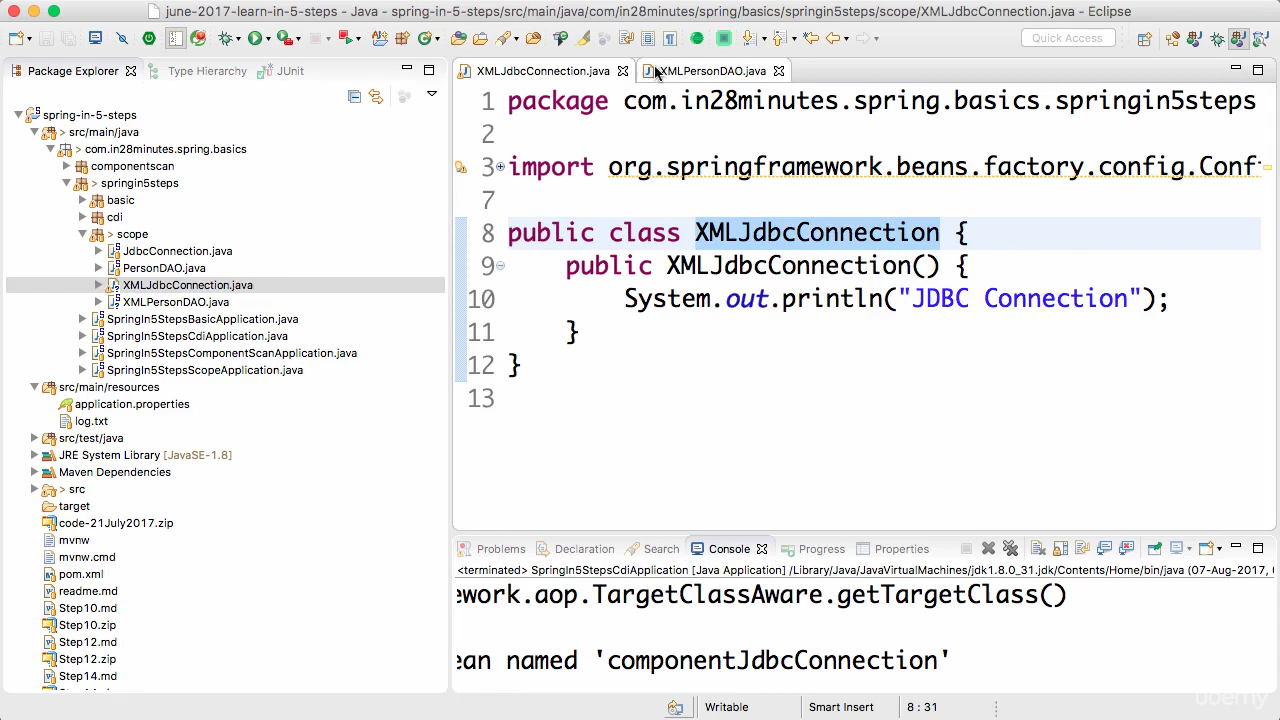 june-2017-learn-in-5-steps - Java - spring-in-5-steps/src/main/java/com/in28minutes/spring/basics/springin5steps/scope/XMLJdbcConnection.java - Eclipse
Quick Access
Package Explorer
Type Hierarchy
JUnit
spring-in-5-steps
> src/main/java
> com.in28minutes.spring.basics
componentscan
> springin5steps
basic
cdi
> scope
JdbcConnection.java
PersonDAO.java
XMLJdbcConnection.java
XMLPersonDAO.java
SpringIn5StepsBasicApplication.java
SpringIn5StepsCdiApplication.java
SpringIn5StepsComponentScanApplication.java
SpringIn5StepsScopeApplication.java
src/main/resources
application.properties
log.txt
src/test/java
JRE System Library [JavaSE-1.8]
Maven Dependencies
> src
target
code-21July2017.zip
mvnw
mvnw.cmd
pom.xml
readme.md
Step10.md
Step10.zip
Step12.md
Step12.zip
Step14.md
XMLJdbcConnection.java
XMLPersonDAO.java
1 package com.in28minutes.spring.basics.springin5steps
2
3 import org.springframework.beans.factory.config.Conf
7
8 public class XMLJdbcConnection {
9 public XMLJdbcConnection() {
10 System.out.println("JDBC Connection");
11 }
12 }
13
Problems
Declaration
Search
Console
Progress
Properties
<terminated> SpringIn5StepsCdiApplication [Java Application] /Library/Java/JavaVirtualMachines/jdk1.8.0_31.jdk/Contents/Home/bin/java (07-Aug-2017,
ework.aop.TargetClassAware.getTargetClass()
ean named 'componentJdbcConnection'
Writable
Smart Insert
8 : 31
udemy